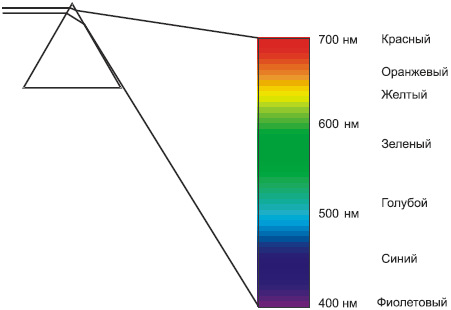 700 нм Красный
Оранжевый
Желтый
600 нм
Зеленый
Голубой
500 нм
Синий
400 нм Фиолетовый